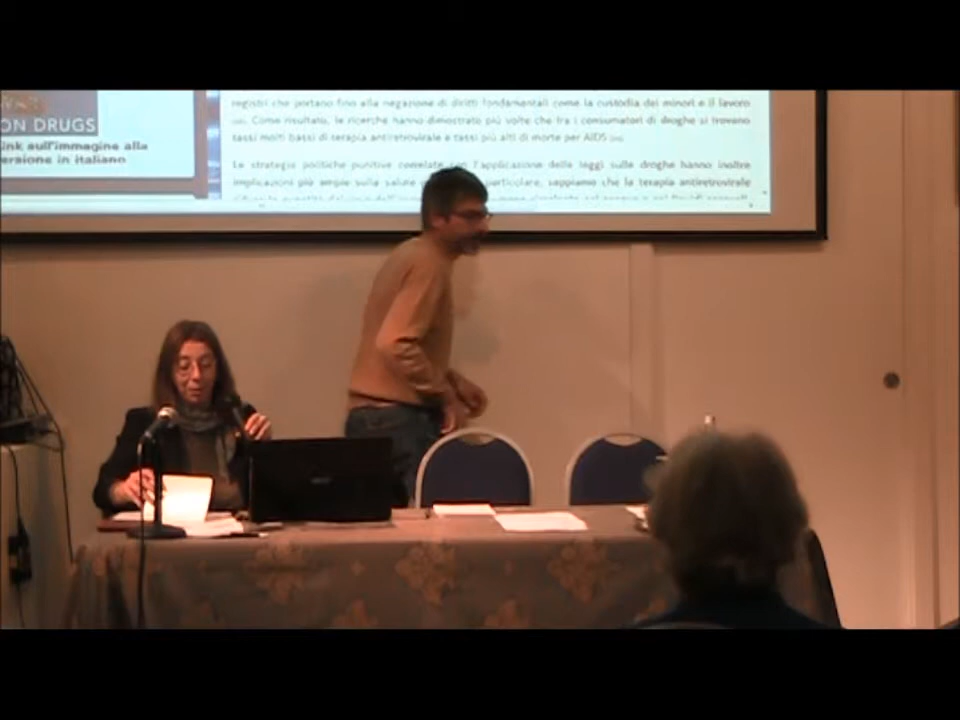 ON DRUGS
link sull'immagine alla
versione in italiano
registri che portano fino alla negazione di diritti fondamentali come la custodia dei minori e il lavoro
Come risultato, le ricerche hanno dimostrato più volte che fra i consumatori di droghe si trovano
tassi molti bassi di terapia antiretrovirale e tassi più alti di morte per AIDS
Le strategie politiche punitive correlate con l'applicazione delle leggi sulle droghe hanno inoltre
implicazioni più ampie sulla salute particolare, sappiamo che la terapia antiretrovirale